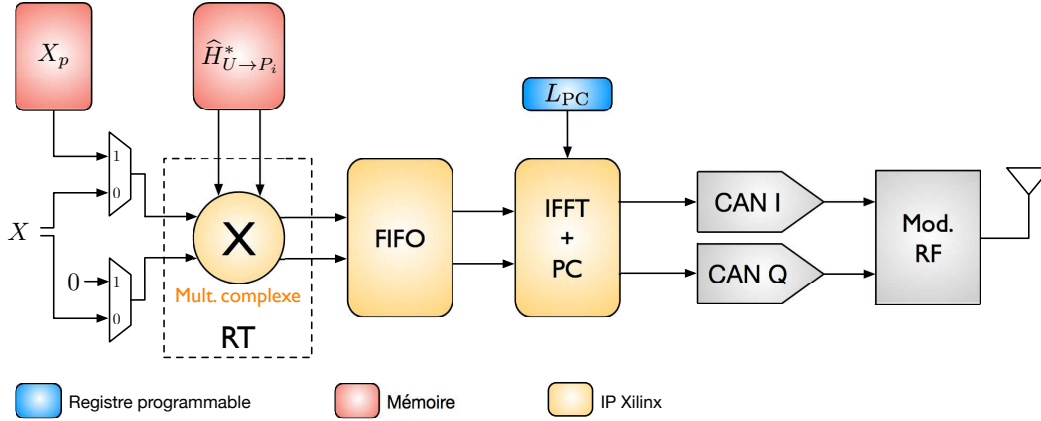 X_p
Ĥ*_{U→P_i}
L_PC
1
0
X
0
1
0
X
Mult. complexe
RT
FIFO
IFFT
+
PC
CAN I
CAN Q
Mod.
RF
Registre programmable
Mémoire
IP Xilinx